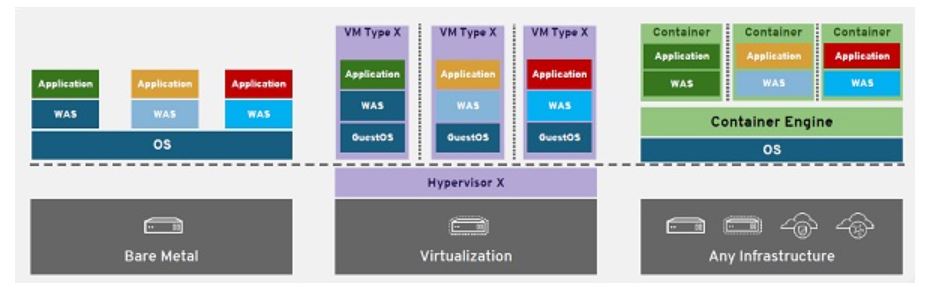 Application
Application
Application
WAS
WAS
WAS
OS
Bare Metal
VM Type X
VM Type X
VM Type X
Application
Application
Application
WAS
WAS
WAS
GuestOS
GuestOS
GuestOS
Hypervisor X
Virtualization
Container
Container
Container
Application
Application
Application
WAS
WAS
WAS
Container Engine
OS
Any Infrastructure